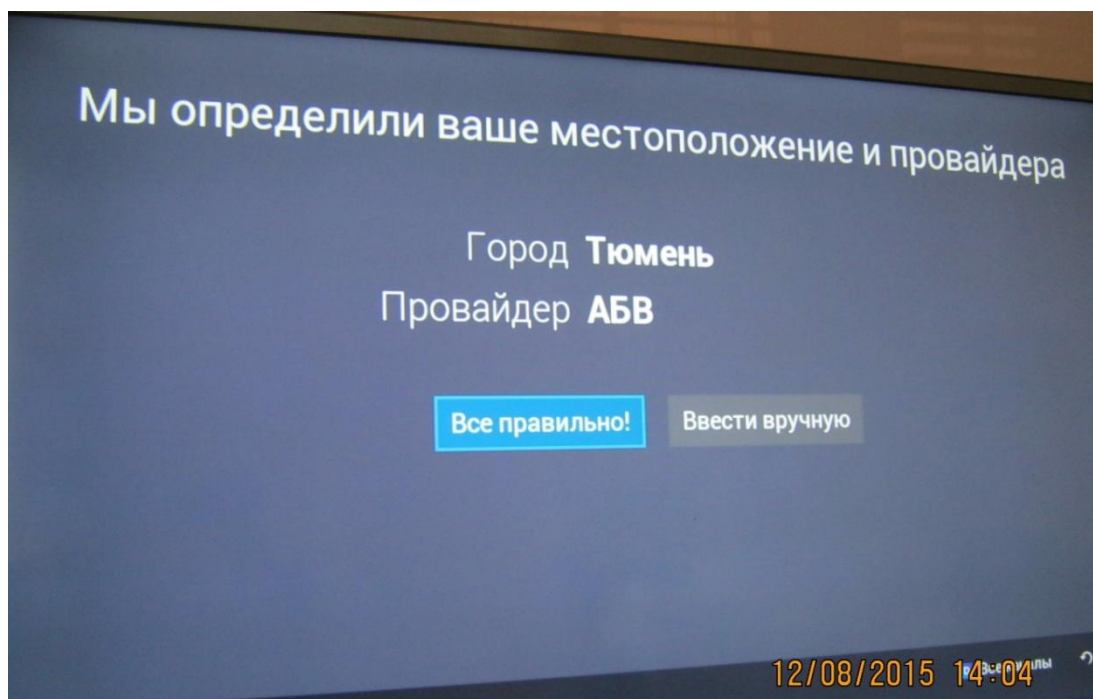 Мы определили ваше местоположение и провайдера
Город Тюмень
Провайдер АБВ
Все правильно! Ввести вручную
12/08/2015 14:04